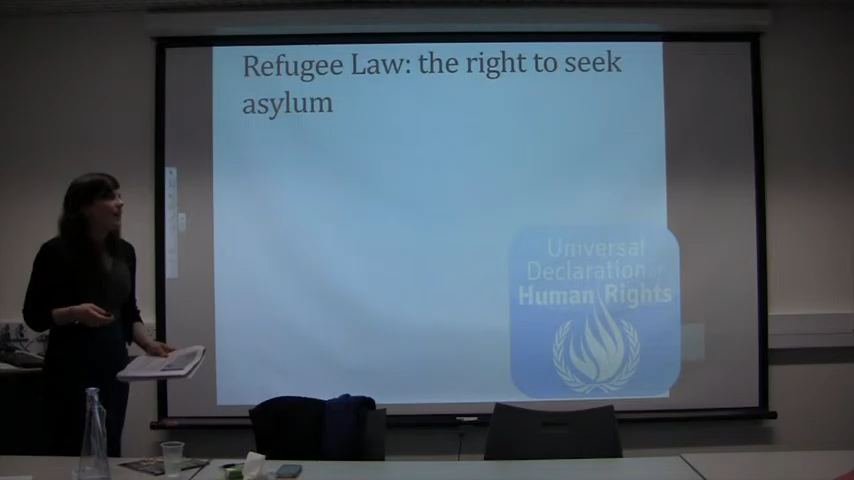 Refugee Law: the right to seek
asylum
Universal
Declaration of
Human Rights